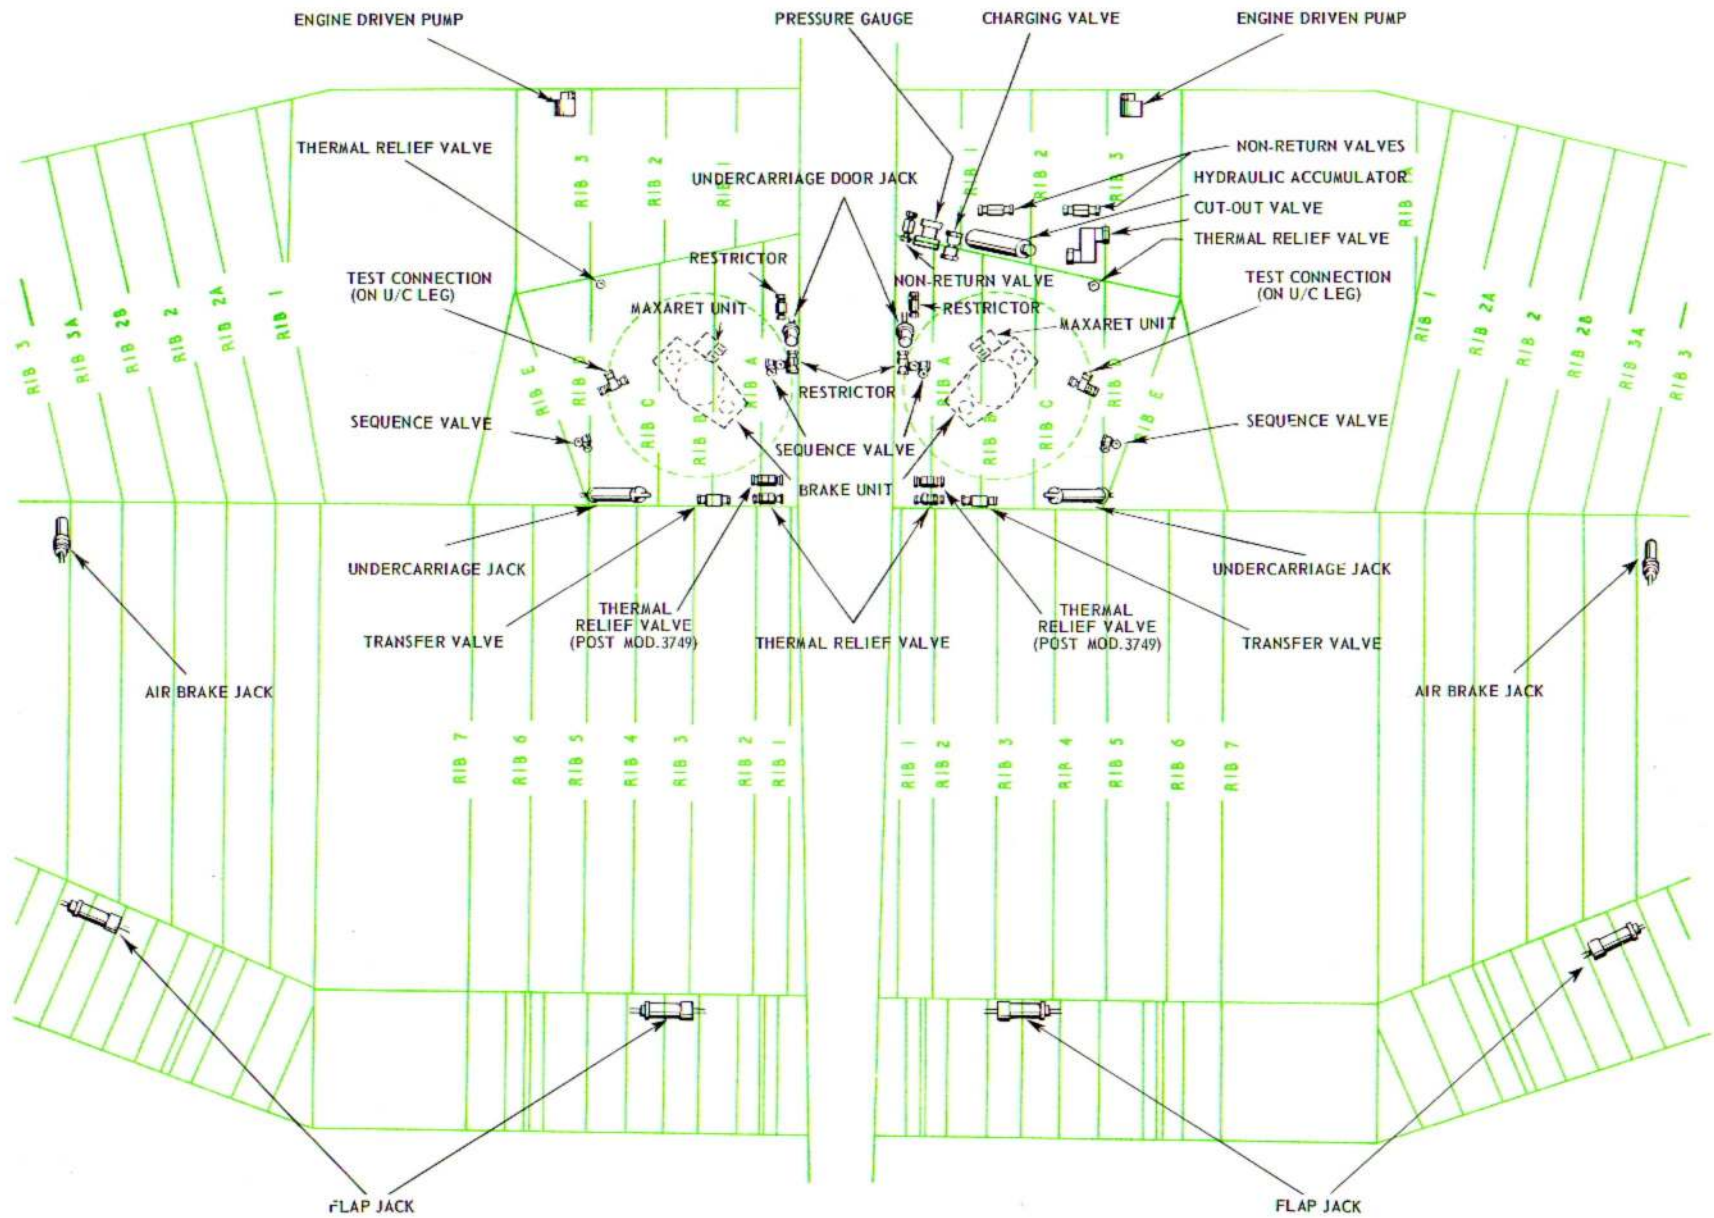 ENGINE DRIVEN PUMP
PRESSURE GAUGE
CHARGING VALVE
ENGINE DRIVEN PUMP
THERMAL RELIEF VALVE
RIB 3
RIB 2
RIB 1
UNDERCARRIAGE DOOR JACK
RIB 1
RIB 2
RIB 3
NON-RETURN VALVES
HYDRAULIC ACCUMULATOR
CUT-OUT VALVE
THERMAL RELIEF VALVE
RIB 1A
TEST CONNECTION
(ON U/C LEG)
RESTRICTOR
NON-RETURN VALVE
RESTRICTOR
TEST CONNECTION
(ON U/C LEG)
MAXARET UNIT
MAXARET UNIT
RIB 3
RIB 3A
RIB 2B
RIB 2
RIB 2A
RIB 1
RIB E
RIB D
RIB C
RIB B
RIB A
RESTRICTOR
RIB A
RIB B
RIB C
RIB D
RIB E
RIB 1
RIB 2A
RIB 2
RIB 2B
RIB 3A
RIB 3
SEQUENCE VALVE
SEQUENCE VALVE
SEQUENCE VALVE
BRAKE UNIT
UNDERCARRIAGE JACK
UNDERCARRIAGE JACK
TRANSFER VALVE
THERMAL
RELIEF VALVE
(POST MOD.3749)
THERMAL RELIEF VALVE
THERMAL
RELIEF VALVE
(POST MOD.3749)
TRANSFER VALVE
AIR BRAKE JACK
AIR BRAKE JACK
RIB 7
RIB 6
RIB 5
RIB 4
RIB 3
RIB 2
RIB 1
RIB 1
RIB 2
RIB 3
RIB 4
RIB 5
RIB 6
RIB 7
FLAP JACK
FLAP JACK